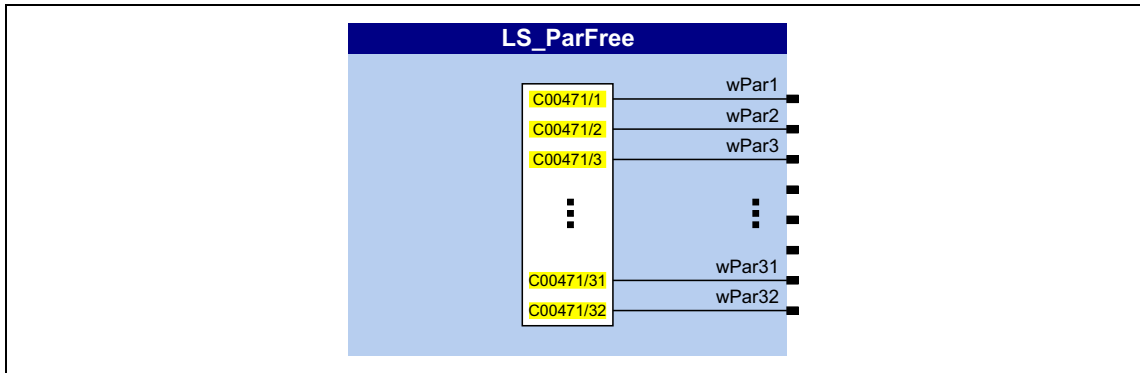 LS_ParFree
wPar1
C00471/1
wPar2
C00471/2
wPar3
C00471/3
wPar31
C00471/31
wPar32
C00471/32